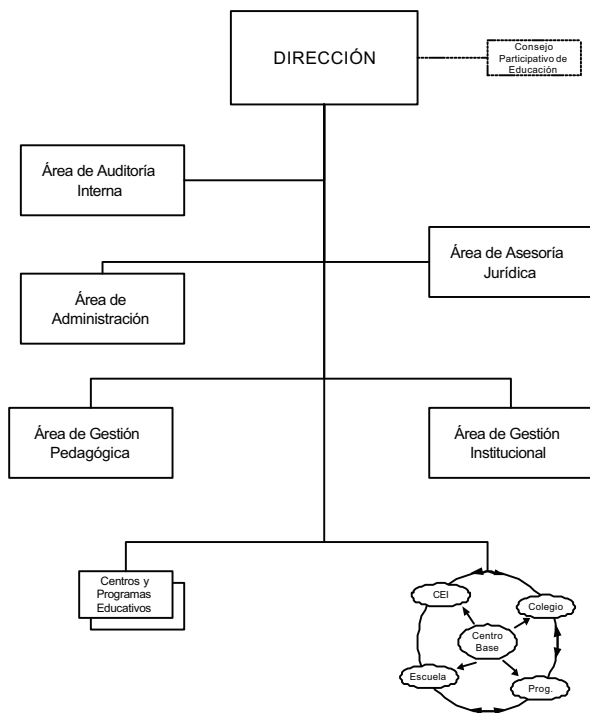 DIRECCIÓN
Consejo
Participativo de
Educación
Área de Auditoría
Interna
Área de Asesoría
Jurídica
Área de
Administración
Área de Gestión
Pedagógica
Área de Gestión
Institucional
Centros y
Programas
Educativos
CEI
Colegio
Centro
Base
Escuela
Prog.